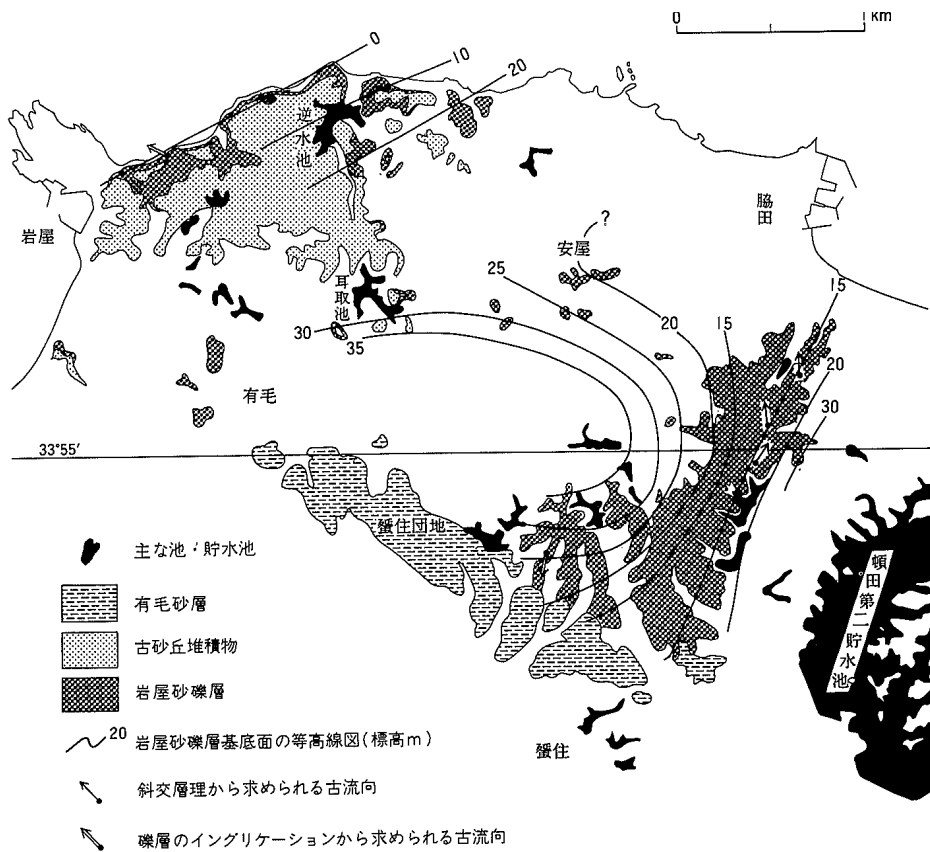 0
1
km
0
10
20
逆水池
岩屋
脇田
?
安屋
25
耳取池
30
35
20
15
15
20
30
有毛
33°55′
蜑住団地
頓田第二貯水池
主な池・貯水池
有毛砂層
古砂丘堆積物
岩屋砂礫層
20 岩屋砂礫層基底面の等高線図(標高m)
蜑住
斜交層理から求められる古流向
礫層のイングリケーションから求められる古流向